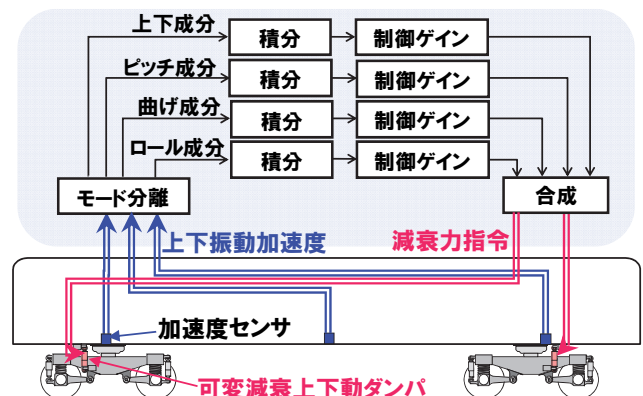 上下成分
積分
制御ゲイン
ピッチ成分
積分
制御ゲイン
曲げ成分
積分
制御ゲイン
ロール成分
積分
制御ゲイン
モード分離
合成
上下振動加速度
減衰力指令
加速度センサ
可変減衰上下動ダンパ